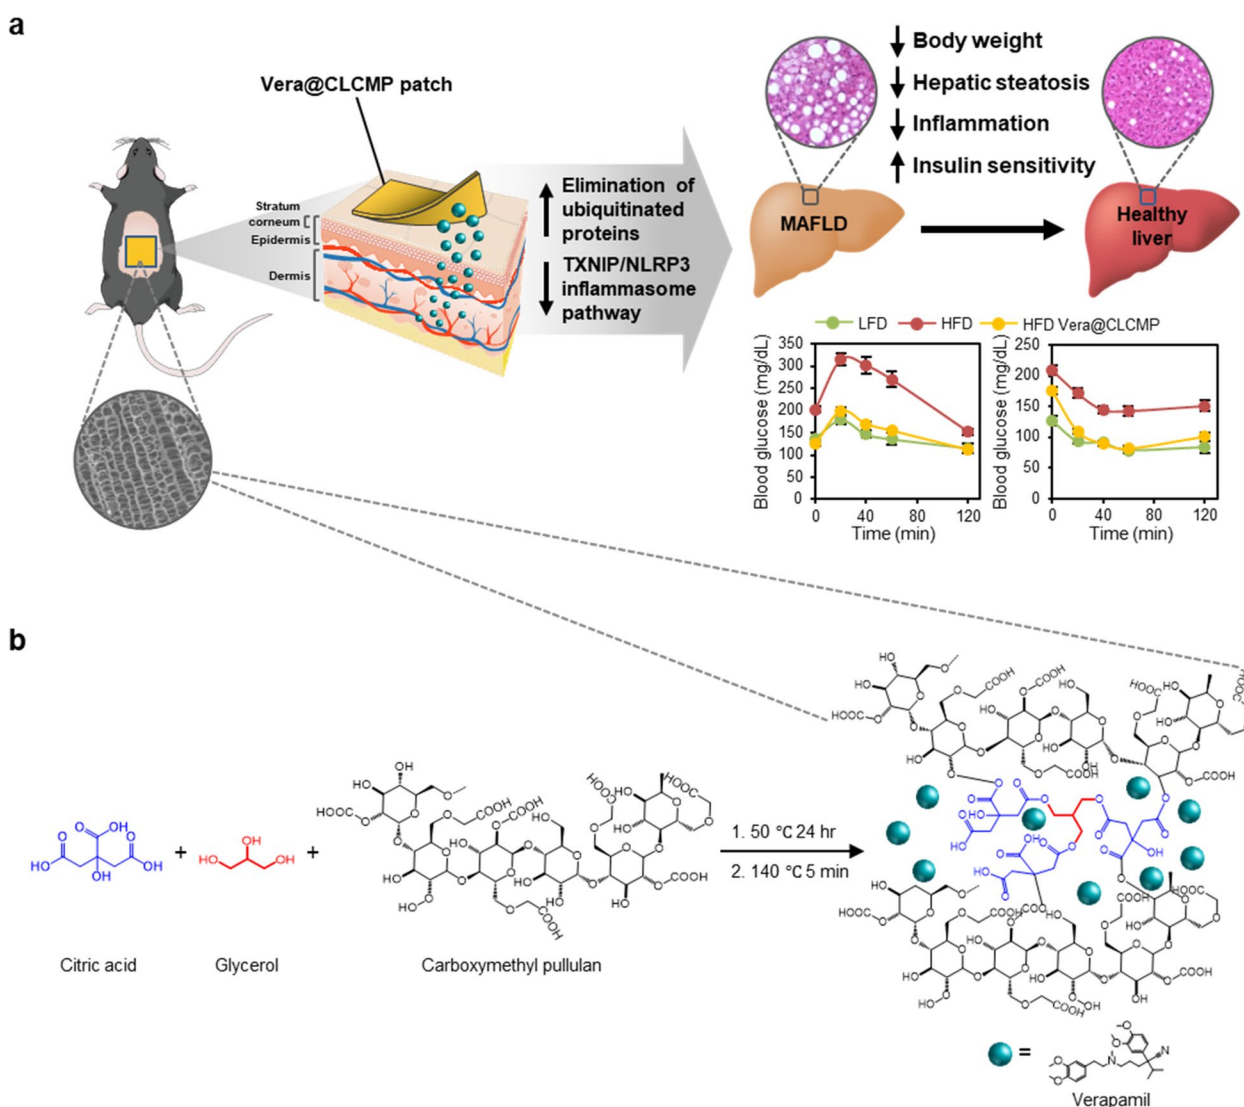 a
Vera@CLCMP patch
Stratum
corneum
Epidermis
Dermis
Elimination of
ubiquitinated
proteins
TXNIP/NLRP3
inflammasome
pathway
Body weight
Hepatic steatosis
Inflammation
Insulin sensitivity
MAFLD
Healthy
liver
LFD
HFD
HFD Vera@CLCMP
Blood glucose (mg/dL)
350
300
250
200
150
100
50
0
0
40
80
120
Time (min)
Blood glucose (mg/dL)
250
200
150
100
50
0
0
40
80
120
Time (min)
b
Citric acid
+
Glycerol
+
Carboxymethyl pullulan
1. 50 °C 24 hr
2. 140 °C 5 min
=
Verapamil